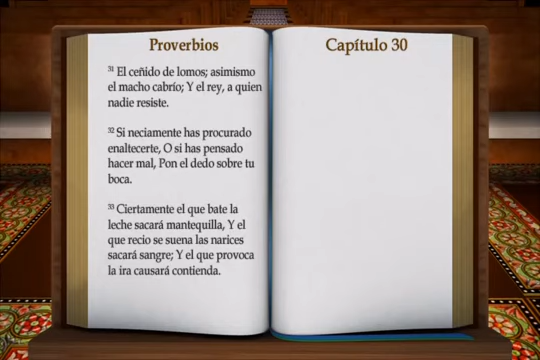 Proverbios
³¹ El ceñido de lomos; asimismo
el macho cabrío; Y el rey, a quien
nadie resiste.
³² Si neciamente has procurado
enaltecerte, O si has pensado
hacer mal, Pon el dedo sobre tu
boca.
³³ Ciertamente el que bate la
leche sacará mantequilla, Y el
que recio se suena las narices
sacará sangre; Y el que provoca
la ira causará contienda.
Capítulo 30